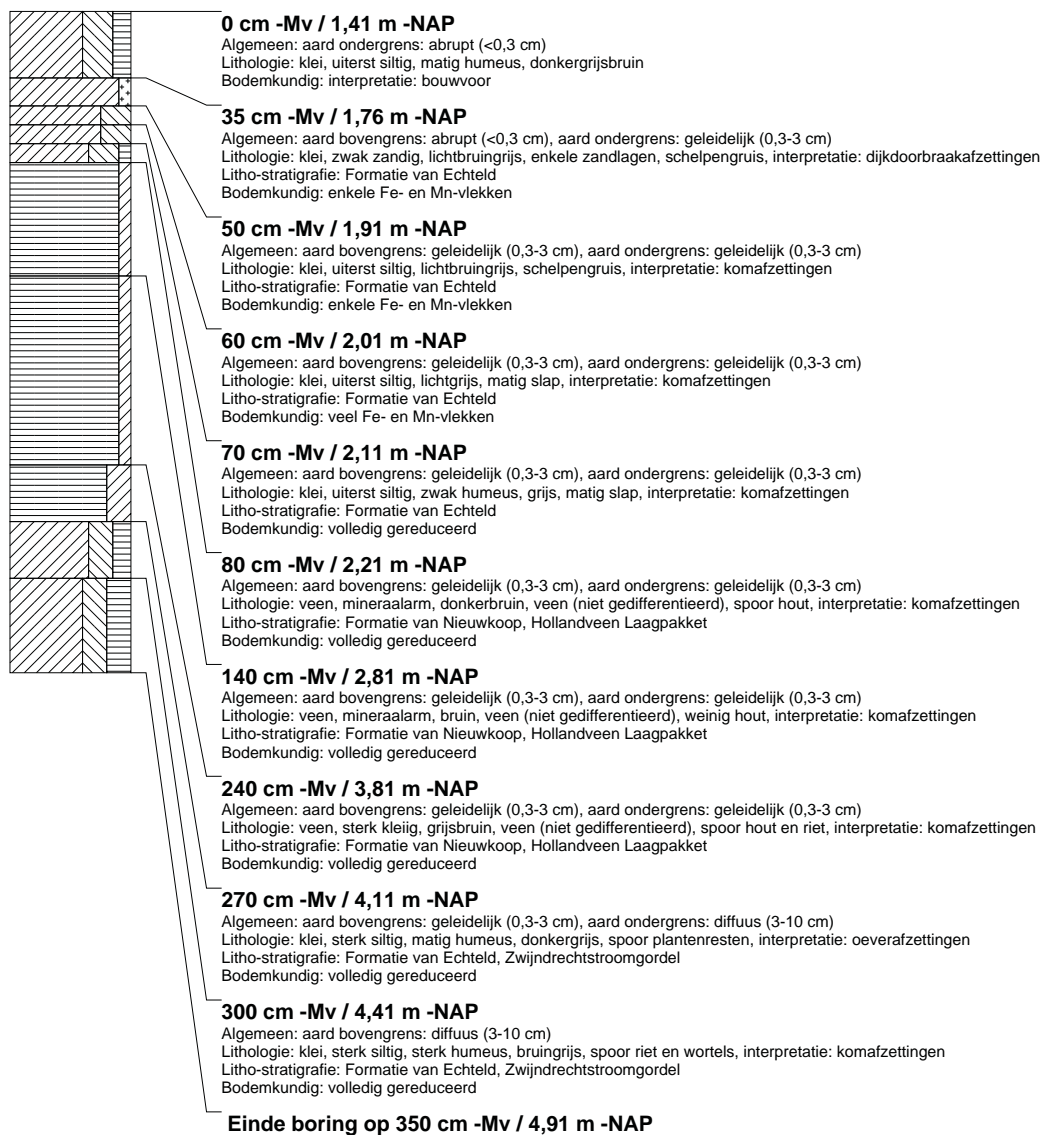 0 cm -Mv / 1,41 m -NAP
Algemeen: aard ondergrens: abrupt (<0,3 cm)
Lithologie: klei, uiterst siltig, matig humeus, donkergrijsbruin
Bodemkundig: interpretatie: bouwvoor
35 cm -Mv / 1,76 m -NAP
Algemeen: aard bovengrens: abrupt (<0,3 cm), aard ondergrens: geleidelijk (0,3-3 cm)
Lithologie: klei, zwak zandig, lichtbruingrijs, enkele zandlagen, schelpengruis, interpretatie: dijkdoorbraakafzettingen
Litho-stratigrafie: Formatie van Echteld
Bodemkundig: enkele Fe- en Mn-vlekken
50 cm -Mv / 1,91 m -NAP
Algemeen: aard bovengrens: geleidelijk (0,3-3 cm), aard ondergrens: geleidelijk (0,3-3 cm)
Lithologie: klei, uiterst siltig, lichtbruingrijs, schelpengruis, interpretatie: komafzettingen
Litho-stratigrafie: Formatie van Echteld
Bodemkundig: enkele Fe- en Mn-vlekken
60 cm -Mv / 2,01 m -NAP
Algemeen: aard bovengrens: geleidelijk (0,3-3 cm), aard ondergrens: geleidelijk (0,3-3 cm)
Lithologie: klei, uiterst siltig, lichtgrijs, matig slap, interpretatie: komafzettingen
Litho-stratigrafie: Formatie van Echteld
Bodemkundig: veel Fe- en Mn-vlekken
70 cm -Mv / 2,11 m -NAP
Algemeen: aard bovengrens: geleidelijk (0,3-3 cm), aard ondergrens: geleidelijk (0,3-3 cm)
Lithologie: klei, uiterst siltig, zwak humeus, grijs, matig slap, interpretatie: komafzettingen
Litho-stratigrafie: Formatie van Echteld
Bodemkundig: volledig gereduceerd
80 cm -Mv / 2,21 m -NAP
Algemeen: aard bovengrens: geleidelijk (0,3-3 cm), aard ondergrens: geleidelijk (0,3-3 cm)
Lithologie: veen, mineraalarm, donkerbruin, veen (niet gedifferentieerd), spoor hout, interpretatie: komafzettingen
Litho-stratigrafie: Formatie van Nieuwkoop, Hollandveen Laagpakket
Bodemkundig: volledig gereduceerd
140 cm -Mv / 2,81 m -NAP
Algemeen: aard bovengrens: geleidelijk (0,3-3 cm), aard ondergrens: geleidelijk (0,3-3 cm)
Lithologie: veen, mineraalarm, bruin, veen (niet gedifferentieerd), weinig hout, interpretatie: komafzettingen
Litho-stratigrafie: Formatie van Nieuwkoop, Hollandveen Laagpakket
Bodemkundig: volledig gereduceerd
240 cm -Mv / 3,81 m -NAP
Algemeen: aard bovengrens: geleidelijk (0,3-3 cm), aard ondergrens: geleidelijk (0,3-3 cm)
Lithologie: veen, sterk kleiig, grijsbruin, veen (niet gedifferentieerd), spoor hout en riet, interpretatie: komafzettingen
Litho-stratigrafie: Formatie van Nieuwkoop, Hollandveen Laagpakket
Bodemkundig: volledig gereduceerd
270 cm -Mv / 4,11 m -NAP
Algemeen: aard bovengrens: geleidelijk (0,3-3 cm), aard ondergrens: diffuus (3-10 cm)
Lithologie: klei, sterk siltig, matig humeus, donkergrijs, spoor plantenresten, interpretatie: oeverafzettingen
Litho-stratigrafie: Formatie van Echteld, Zwijndrechtstroomgordel
Bodemkundig: volledig gereduceerd
300 cm -Mv / 4,41 m -NAP
Algemeen: aard bovengrens: diffuus (3-10 cm)
Lithologie: klei, sterk siltig, sterk humeus, bruingrijs, spoor riet en wortels, interpretatie: komafzettingen
Litho-stratigrafie: Formatie van Echteld, Zwijndrechtstroomgordel
Bodemkundig: volledig gereduceerd
Einde boring op 350 cm -Mv / 4,91 m -NAP